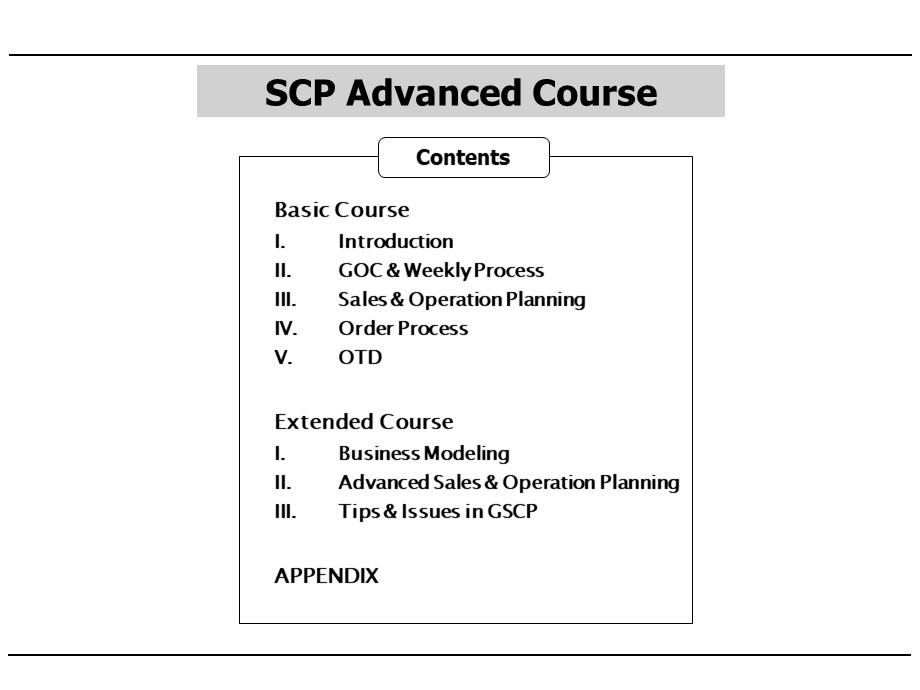 SCP Advanced Course
Contents
Basic Course
I. Introduction
II. GOC & Weekly Process
III. Sales & Operation Planning
IV. Order Process
V. OTD
Extended Course
I. Business Modeling
II. Advanced Sales & Operation Planning
III. Tips & Issues in GSCP
APPENDIX